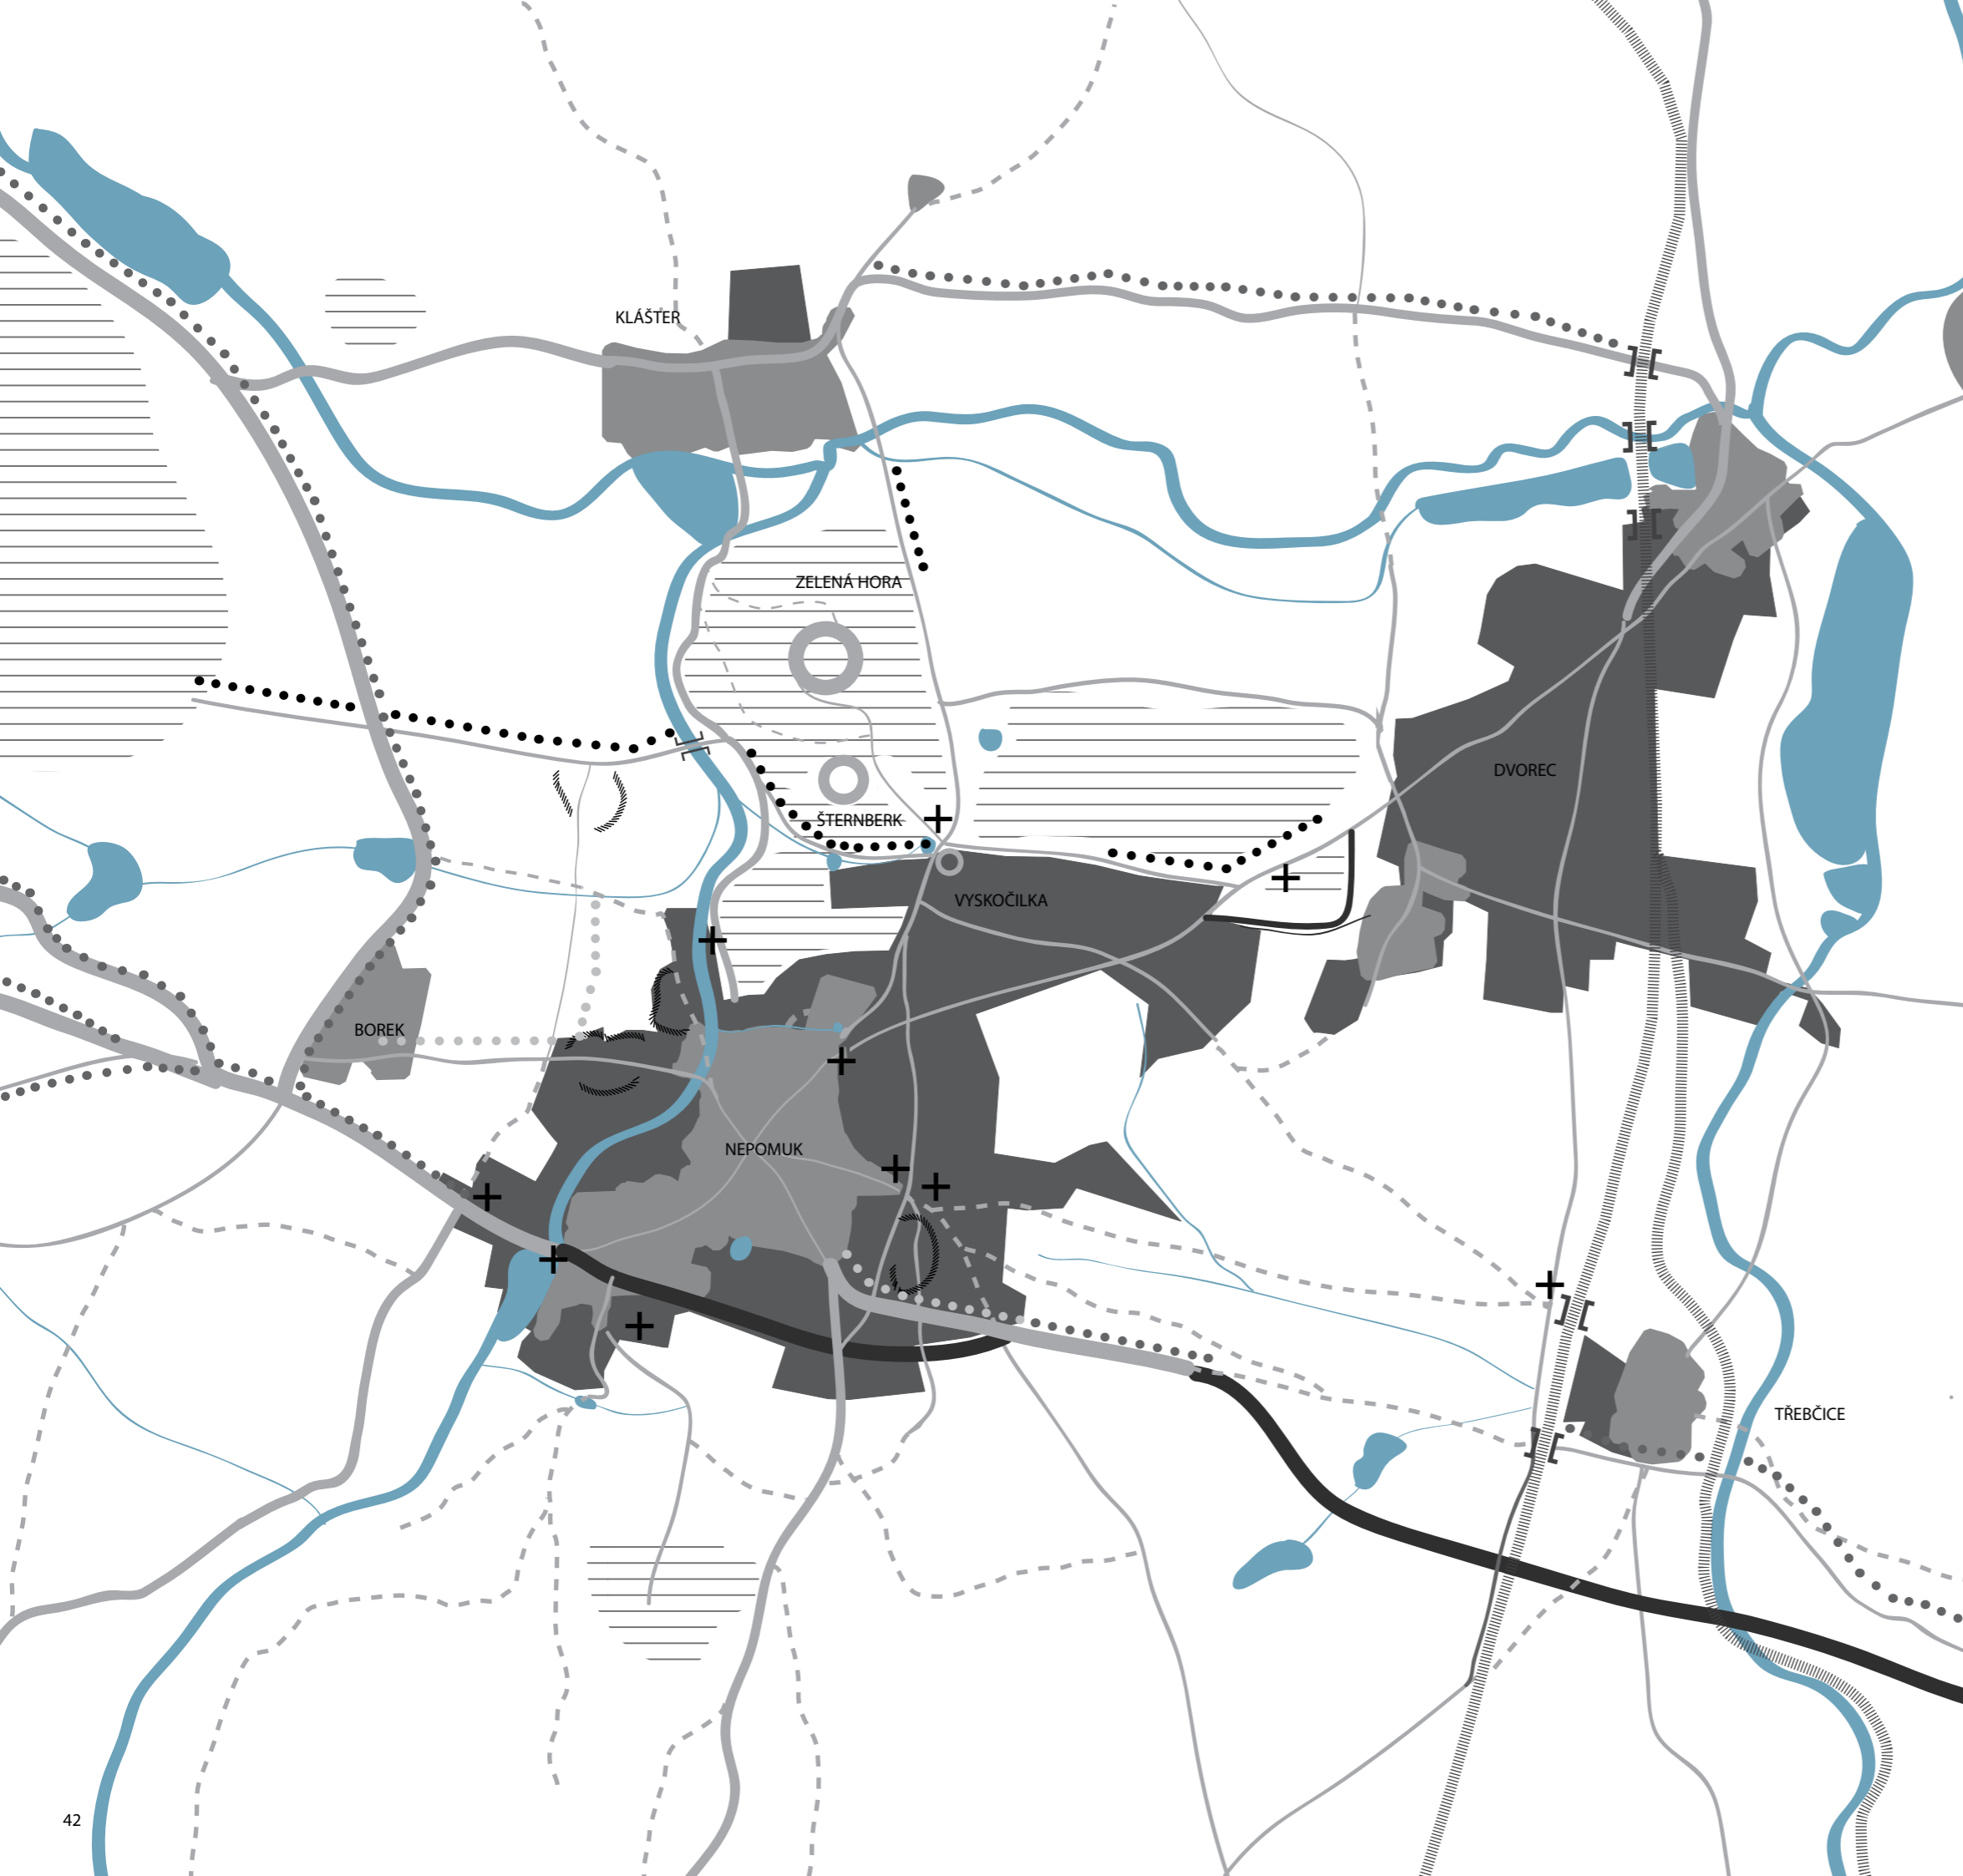 KLÁŠTER
ZELENÁ HORA
DVOREC
ŠTERNBERK
VYSKOČILKA
BOREK
NEPOMUK
TŘEBČICE
42